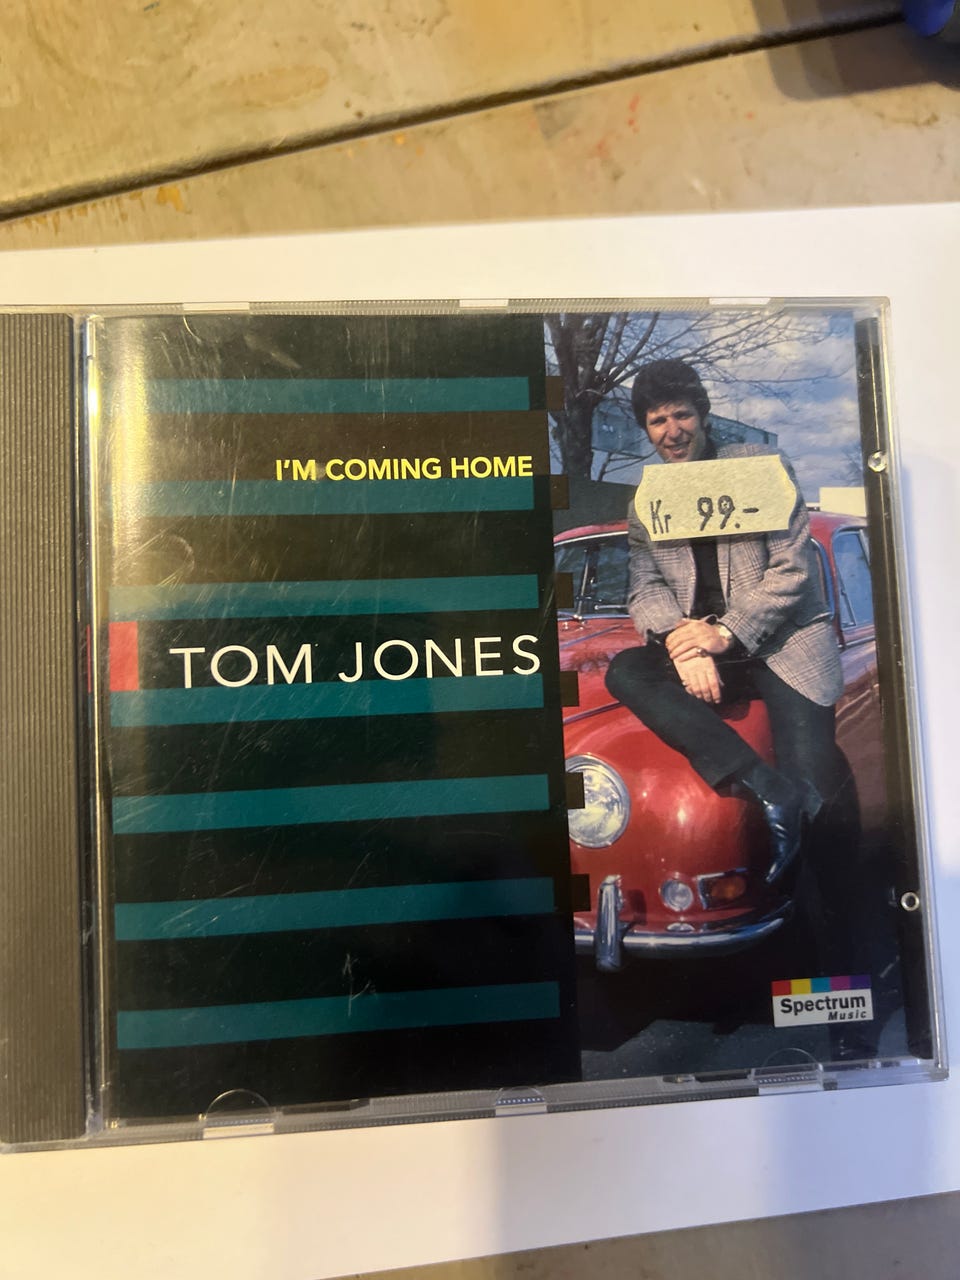 I'M COMING HOME
TOM JONES
Kr 99.-
Spectrum
Music